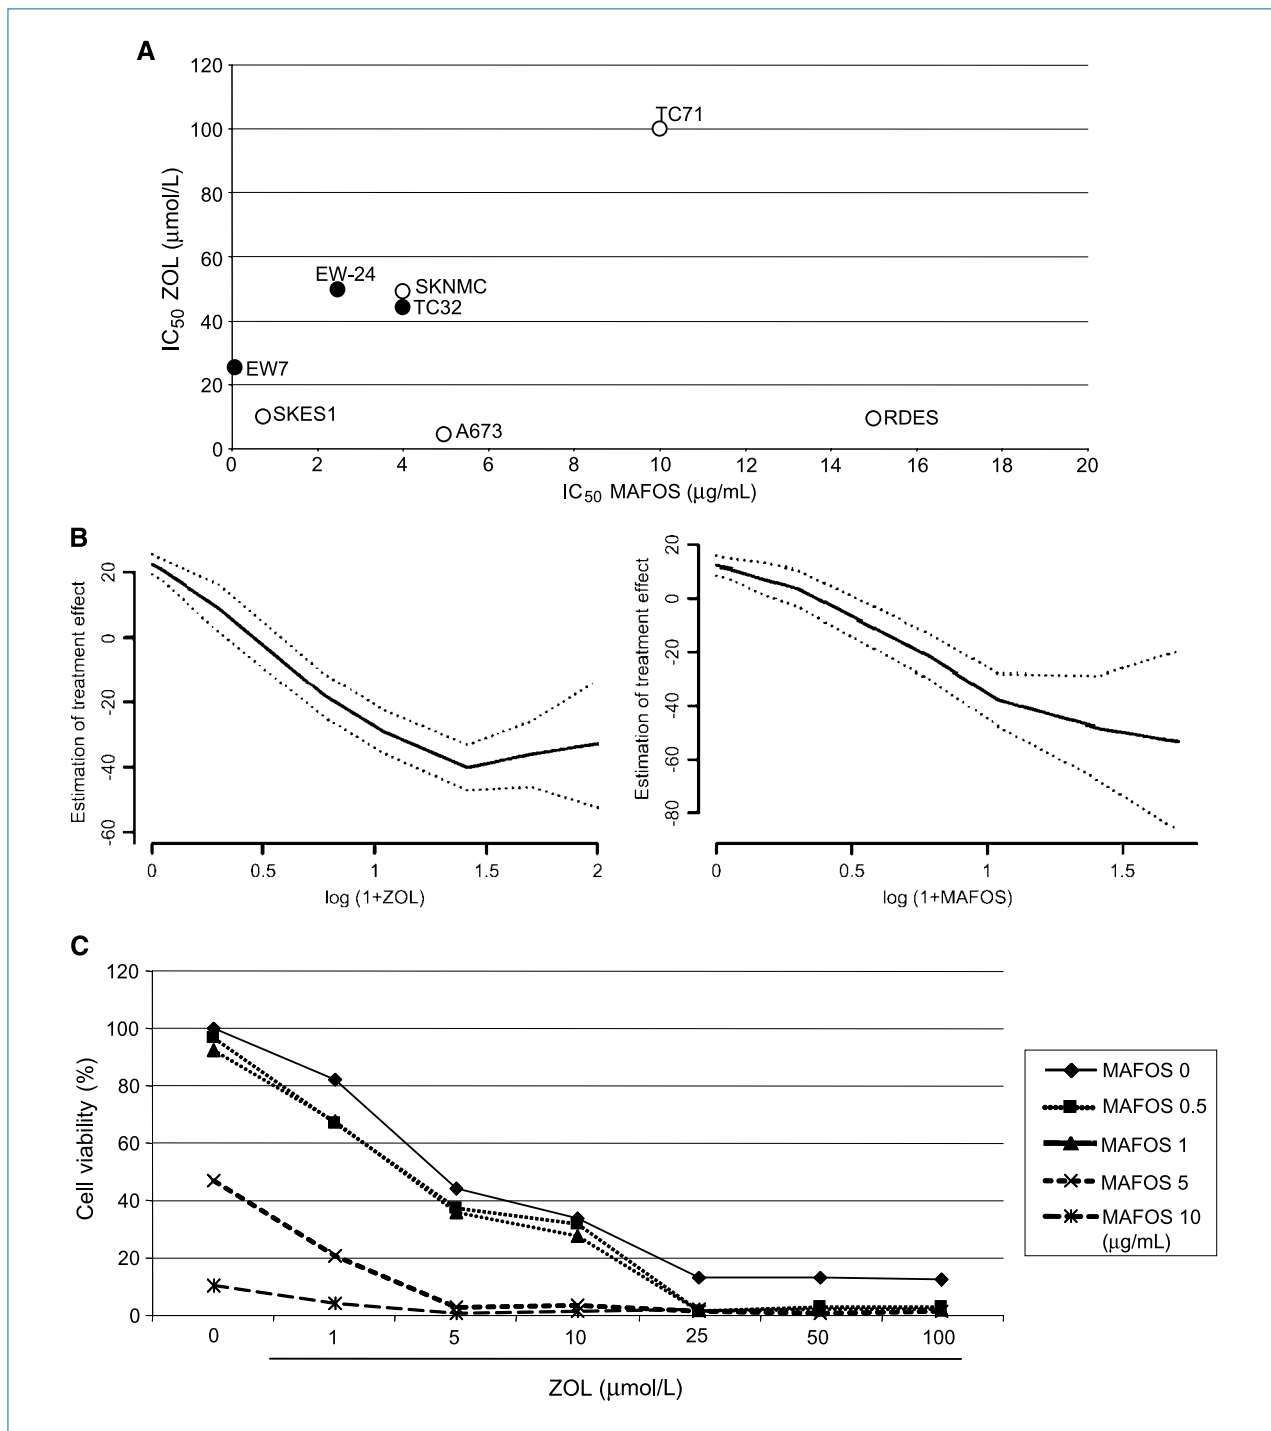 A
120
100
80
60
40
20
0
IC50 ZOL (μmol/L)
TC71
EW-24
SKNMC
TC32
EW7
SKES1
A673
RDES
0 2 4 6 8 10 12 14 16 18 20
IC50 MAFOS (μg/mL)
B
20
0
-20
-40
-60
Estimation of treatment effect
0 0.5 1 1.5 2
log (1+ZOL)
20
0
-20
-40
-60
-80
Estimation of treatment effect
0 0.5 1 1.5
log (1+MAFOS)
C
120
100
80
60
40
20
0
Cell viability (%)
0 1 5 10 25 50 100
ZOL (μmol/L)
MAFOS 0
MAFOS 0.5
MAFOS 1
MAFOS 5
MAFOS 10
(μg/mL)